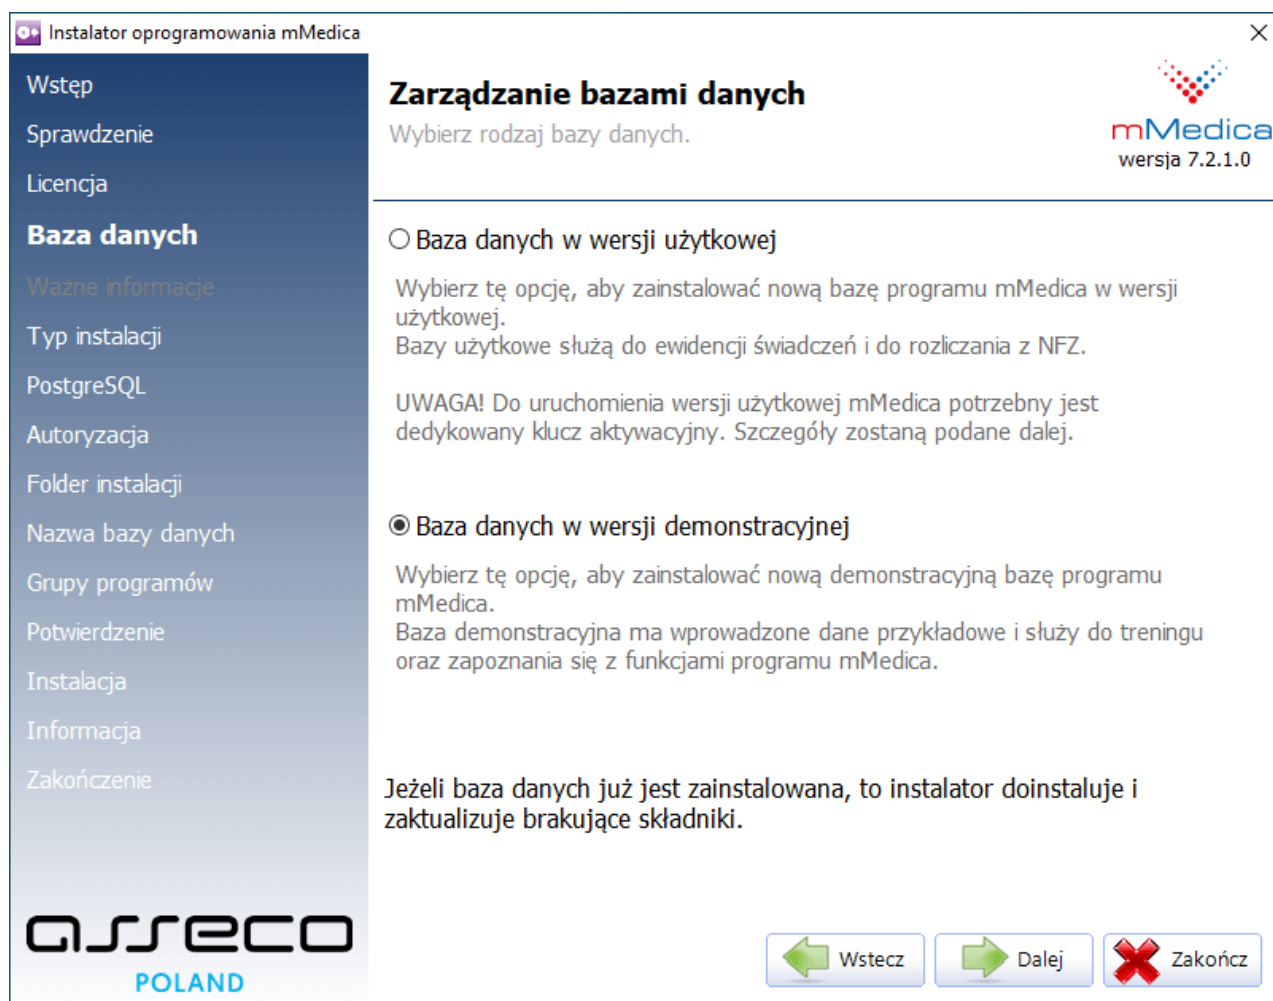 Instalator oprogramowania mMedica
Wstęp
Sprawdzenie
Licencja
Baza danych
Ważne informacje
Typ instalacji
PostgreSQL
Autoryzacja
Folder instalacji
Nazwa bazy danych
Grupy programów
Potwierdzenie
Instalacja
Informacja
Zakończenie
asseco
POLAND
Zarządzanie bazami danych
Wybierz rodzaj bazy danych.
mMedica
wersja 7.2.1.0
Baza danych w wersji użytkowej
Wybierz tę opcję, aby zainstalować nową bazę programu mMedica w wersji
użytkowej.
Bazy użytkowe służą do ewidencji świadczeń i do rozliczania z NFZ.
UWAGA! Do uruchomienia wersji użytkowej mMedica potrzebny jest
dedykowany klucz aktywacyjny. Szczegóły zostaną podane dalej.
Baza danych w wersji demonstracyjnej
Wybierz tę opcję, aby zainstalować nową demonstracyjną bazę programu
mMedica.
Baza demonstracyjna ma wprowadzone dane przykładowe i służy do treningu
oraz zapoznania się z funkcjami programu mMedica.
Jeżeli baza danych już jest zainstalowana, to instalator doinstaluje i
zaktualizuje brakujące składniki.
Wstecz
Dalej
Zakończ